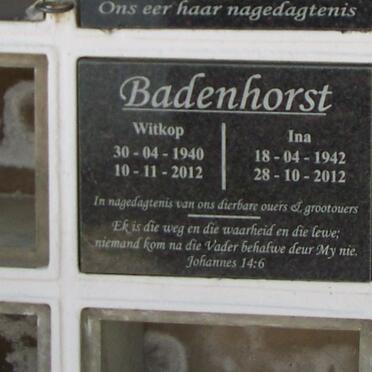 Ons eer haar nagedagtenis
Badenhorst
Witkop
30 - 04 - 1940
10 - 11 - 2012
Ina
18 - 04 - 1942
28 - 10 - 2012
In nagedagtenis van ons dierbare ouers & grootouers
Ek is die weg en die waarheid en die lewe;
niemand kom na die Vader behalwe deur My nie.
Johannes 14:6